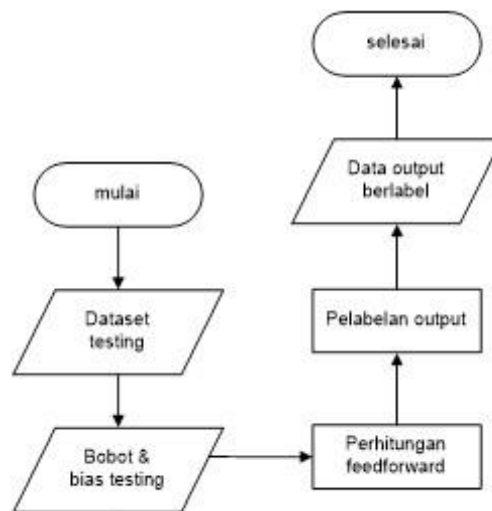 mulai
Dataset
testing
Bobot &
bias testing
Perhitungan
feedforward
Pelabelan output
Data output
berlabel
selesai